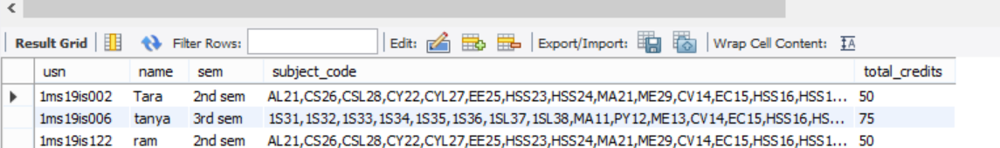 Result Grid Filter Rows: Edit: Export/Import: Wrap Cell Content:
usn name sem subject_code total_credits
1ms19is002 Tara 2nd sem AL21,CS26,CSL28,CY22,CYL27,EE25,HSS23,HSS24,MA21,ME29,CV14,EC15,HSS16,HSS1... 50
1ms19is006 tanya 3rd sem 1S31,1S32,1S33,1S34,1S35,1S36,1SL37,1SL38,MA11,PY12,ME13,CV14,EC15,HSS16,HS... 75
1ms19is122 ram 2nd sem AL21,CS26,CSL28,CY22,CYL27,EE25,HSS23,HSS24,MA21,ME29,CV14,EC15,HSS16,HSS1... 50